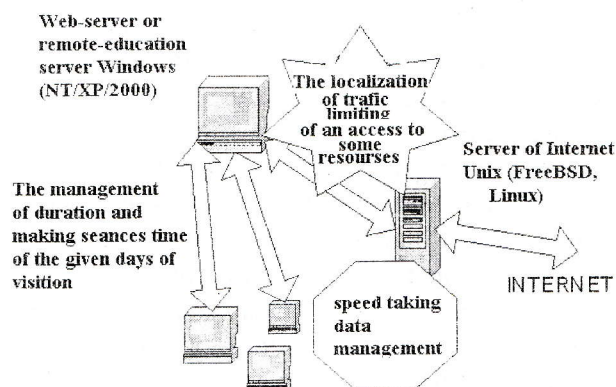 Web-server or
remote-education
server Windows
(NT/XP/2000)
The localization
of trafic
limiting
of an access to
some
resourses
Server of Internet
Unix (FreeBSD,
Linux)
The management
of duration and
making seances time
of the given days of
visition
INTERNET
speed taking
data
management